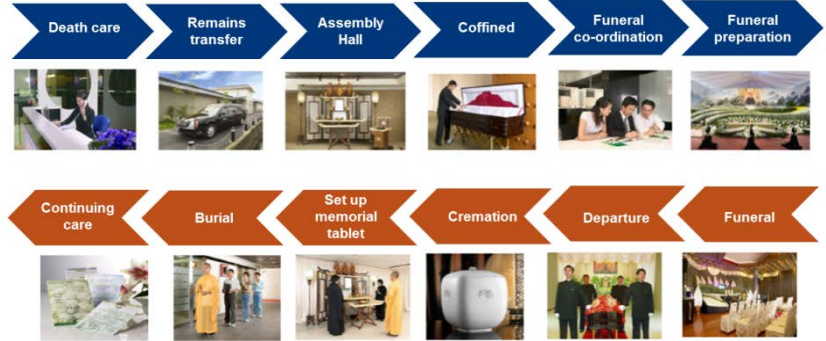 Death care
Remains
transfer
Assembly
Hall
Coffined
Funeral
co-ordination
Funeral
preparation
Continuing
care
Burial
Set up
memorial
tablet
Cremation
Departure
Funeral